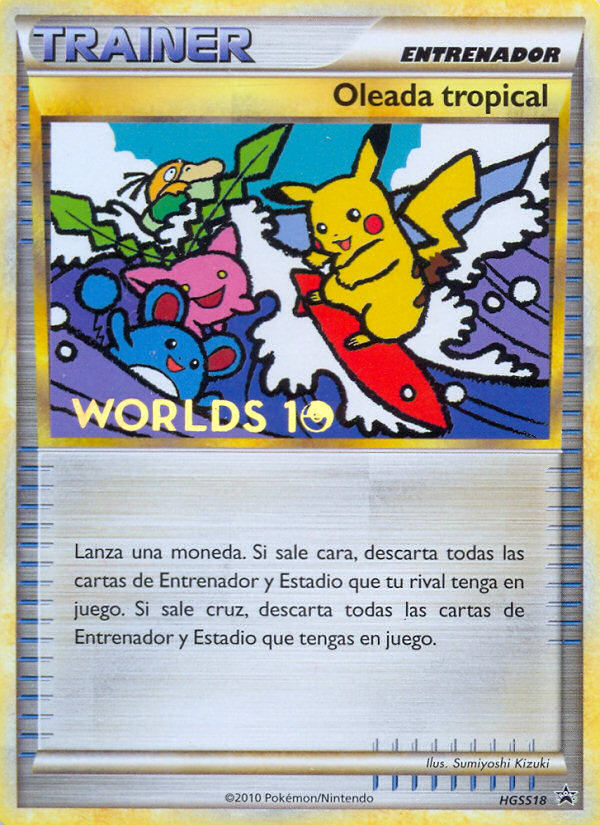 TRAINER
ENTRENADOR
Oleada tropical
WORLDS 10
Lanza una moneda. Si sale cara, descarta todas las
cartas de Entrenador y Estadio que tu rival tenga en
juego. Si sale cruz, descarta todas las cartas de
Entrenador y Estadio que tengas en juego.
Ilus. Sumiyoshi Kizuki
©2010 Pokémon/Nintendo
HGSS18